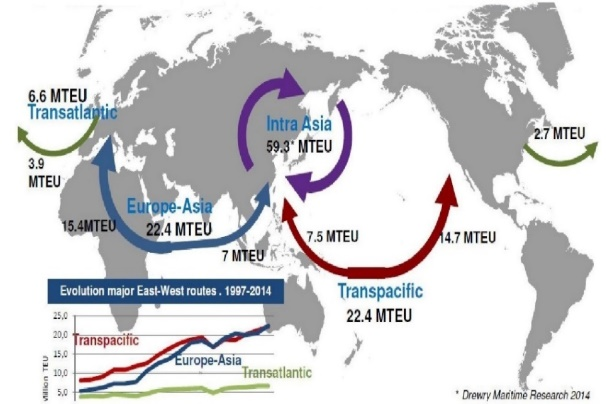 6.6 MTEU
Transatlantic
3.9
MTEU
Intra Asia
59.3* MTEU
2.7 MTEU
Europe-Asia
22.4 MTEU
15.4MTEU
7 MTEU
7.5 MTEU
14.7 MTEU
Transpacific
22.4 MTEU
Evolution major East-West routes . 1997-2014
25,0
20,0
15,0
10,0
5,0
Million TEU
Transpacific
Europe-Asia
Transatlantic
* Drewry Maritime Research 2014